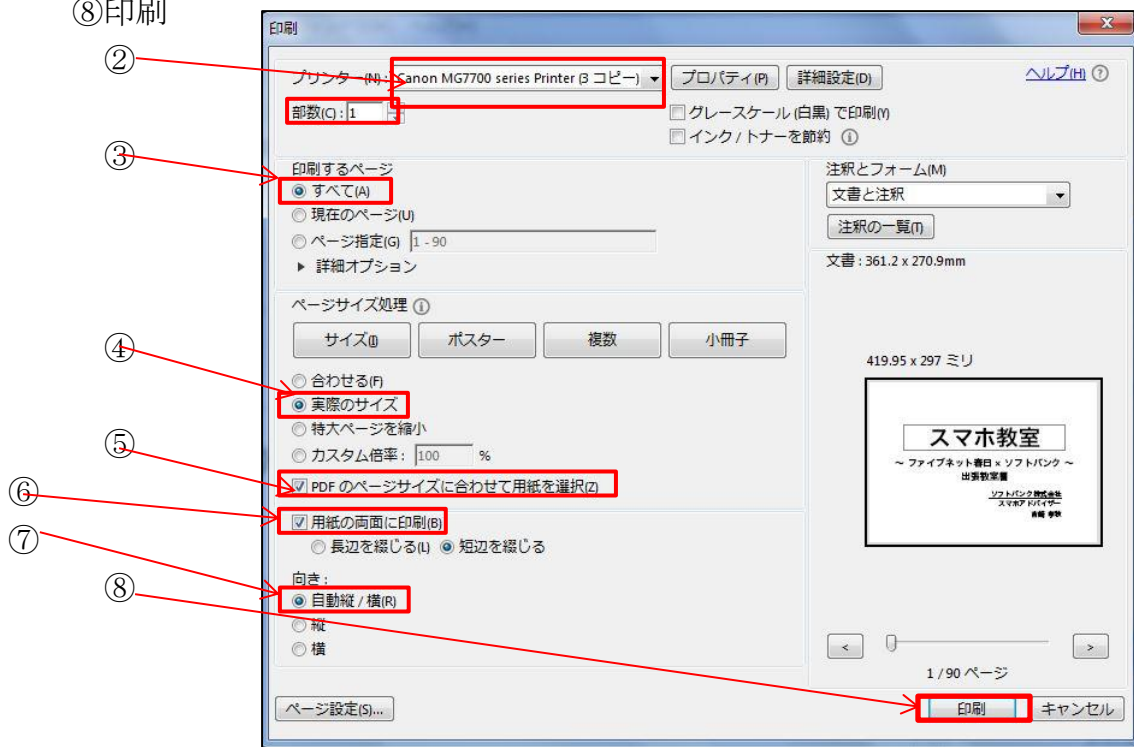 ⑧印刷
印刷
②
プリンター(N): Canon MG7700 series Printer (3 コピー) プロパティ(P) 詳細設定(D) ヘルプ(H)
部数(C): 1
グレースケール (白黒) で印刷(Y)
インク / トナーを節約
③
印刷するページ
すべて(A)
現在のページ(U)
ページ指定(G) 1 - 90
詳細オプション
注釈とフォーム(M)
文書と注釈
注釈の一覧(T)
文書 : 361.2 x 270.9mm
ページサイズ処理
サイズ(I) ポスター 複数 小冊子
④
合わせる(F)
実際のサイズ
特大ページを縮小
⑤
カスタム倍率 : 100 %
PDF のページサイズに合わせて用紙を選択(Z)
⑥
用紙の両面に印刷(B)
長辺を綴じる(L) 短辺を綴じる
⑦
向き :
自動縦 / 横(R)
縦
横
⑧
419.95 x 297 ミリ
スマホ教室
~ ファイブネット春日 × ソフトバンク ~
出張教室編
ソフトバンク株式会社
スマホアドバイザー
< >
1 / 90 ページ
ページ設定(S)... 印刷 キャンセル